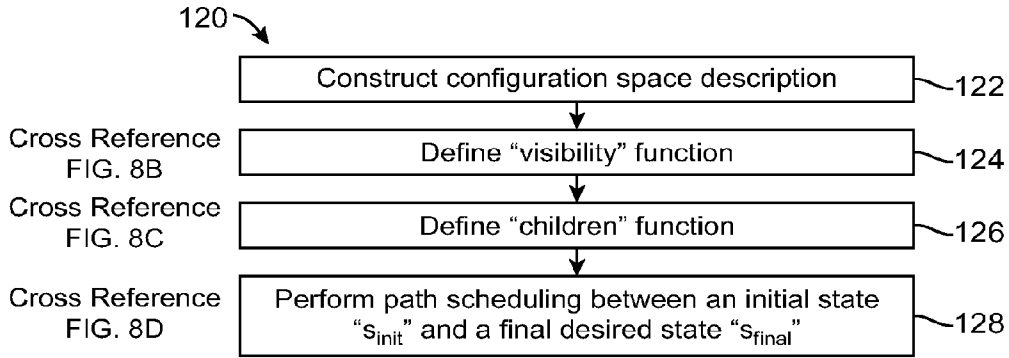 120
Construct configuration space description
122
Cross Reference
FIG. 8B
Define “visibility” function
124
Cross Reference
FIG. 8C
Define “children” function
126
Cross Reference
FIG. 8D
Perform path scheduling between an initial state
“sinit” and a final desired state “sfinal”
128